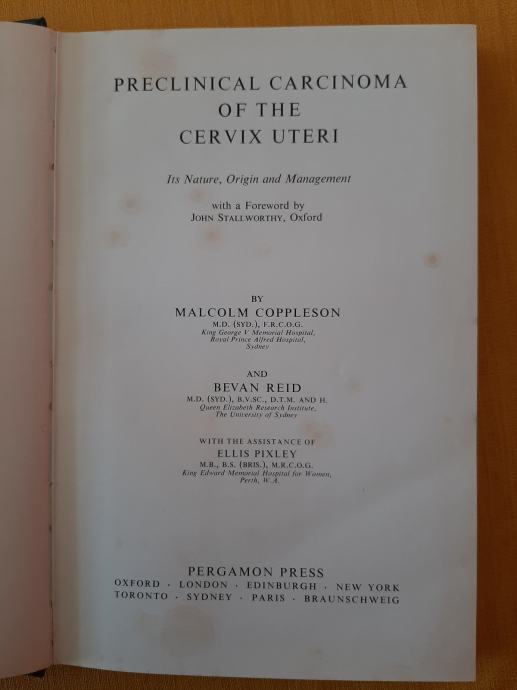 PRECLINICAL CARCINOMA
OF THE
CERVIX UTERI
Its Nature, Origin and Management
with a Foreword by
JOHN STALLWORTHY, Oxford
BY
MALCOLM COPPLESON
M.D. (SYD.), F.R.C.O.G.
King George V Memorial Hospital,
Royal Prince Alfred Hospital,
Sydney
AND
BEVAN REID
M.D. (SYD.), B.V.SC., D.T.M. AND H.
Queen Elizabeth Research Institute,
The University of Sydney
WITH THE ASSISTANCE OF
ELLIS PIXLEY
M.B., B.S. (BRIS.), M.R.C.O.G.
King Edward Memorial Hospital for Women,
Perth, W.A.
PERGAMON PRESS
OXFORD · LONDON · EDINBURGH · NEW YORK
TORONTO · SYDNEY · PARIS · BRAUNSCHWEIG